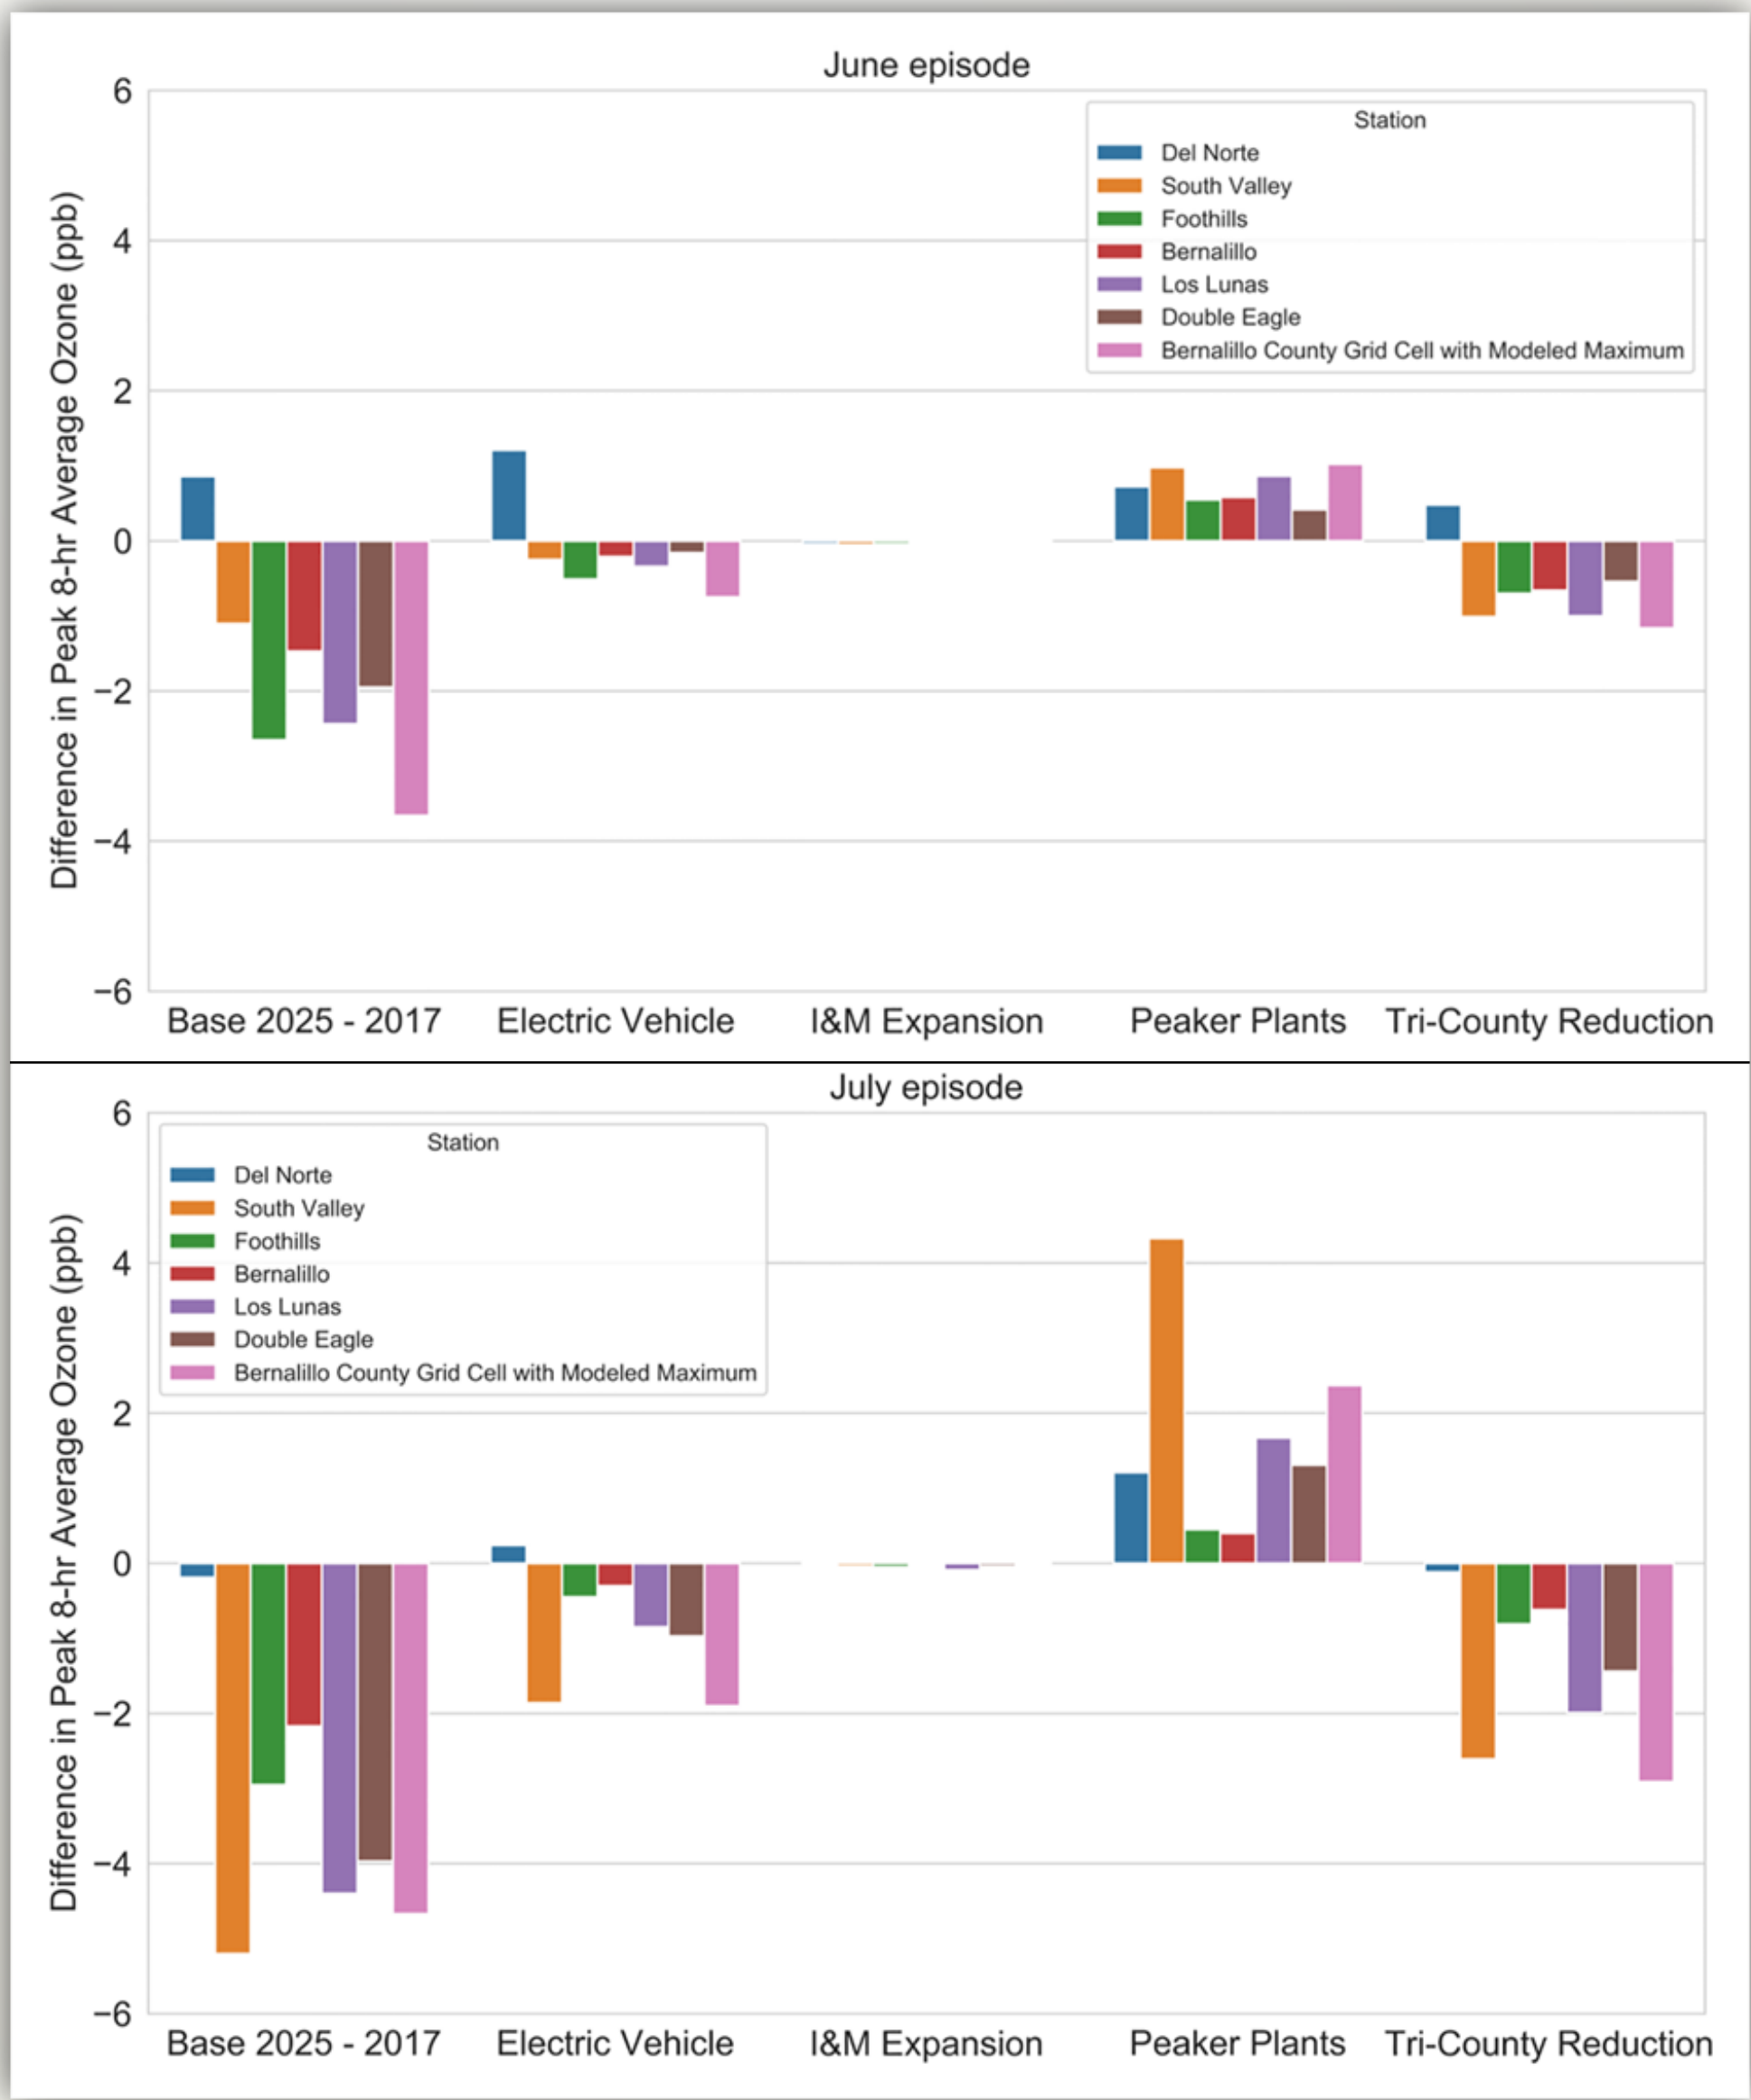 June episode
Difference in Peak 8-hr Average Ozone (ppb)
6
4
2
0
−2
−4
−6
Station
Del Norte
South Valley
Foothills
Bernalillo
Los Lunas
Double Eagle
Bernalillo County Grid Cell with Modeled Maximum
Base 2025 - 2017
Electric Vehicle
I&M Expansion
Peaker Plants
Tri-County Reduction
July episode
Difference in Peak 8-hr Average Ozone (ppb)
6
4
2
0
−2
−4
−6
Station
Del Norte
South Valley
Foothills
Bernalillo
Los Lunas
Double Eagle
Bernalillo County Grid Cell with Modeled Maximum
Base 2025 - 2017
Electric Vehicle
I&M Expansion
Peaker Plants
Tri-County Reduction